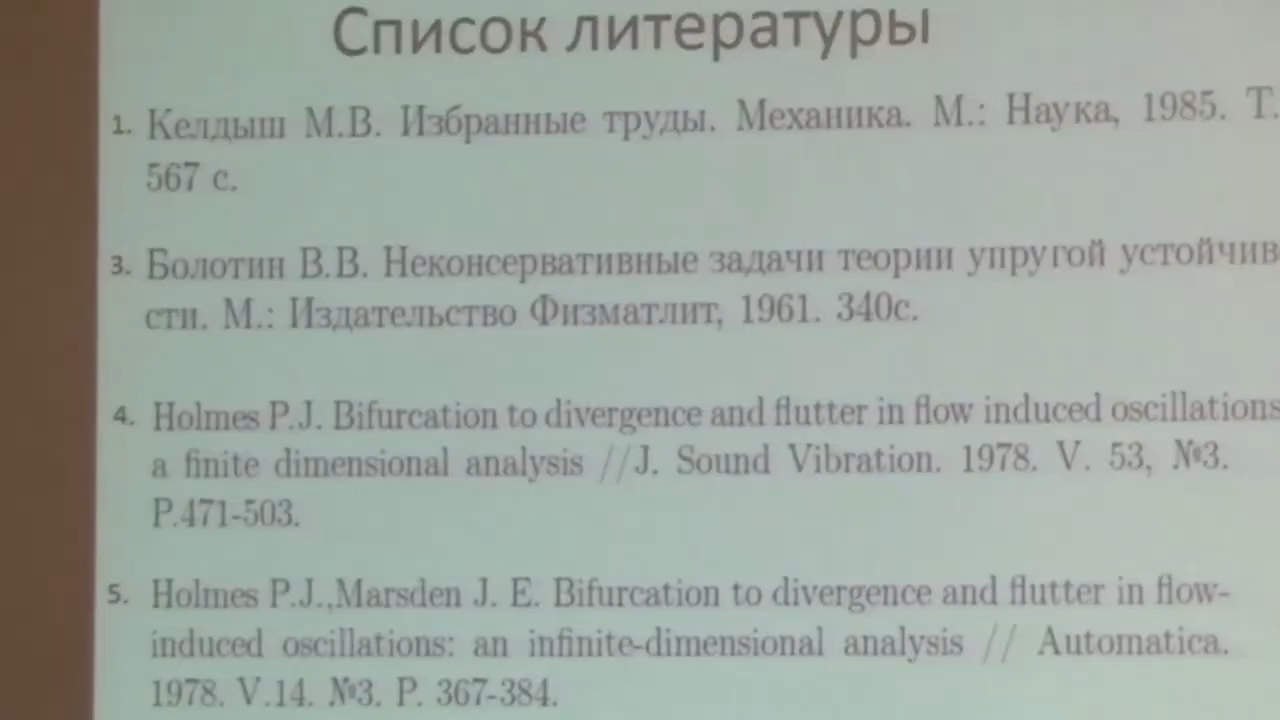 Список литературы
1. Келдыш М.В. Избранные труды. Механика. М.: Наука, 1985. Т.
567 с.
3. Болотин В.В. Неконсервативные задачи теории упругой устойчив
сти. М.: Издательство Физматлит, 1961. 340с.
4. Holmes P.J. Bifurcation to divergence and flutter in flow induced oscillations
a finite dimensional analysis //J. Sound Vibration. 1978. V. 53, №3.
P.471-503.
5. Holmes P.J.,Marsden J. E. Bifurcation to divergence and flutter in flow-
induced oscillations: an infinite-dimensional analysis // Automatica.
1978. V.14. №3. P. 367-384.